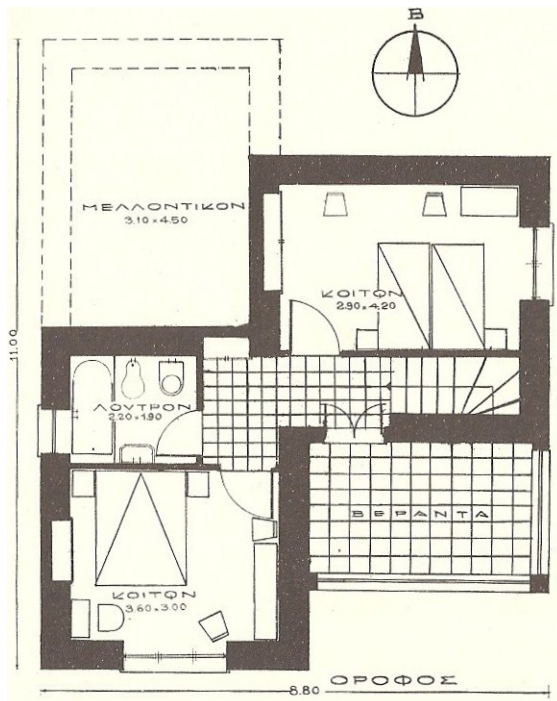 Β
ΜΕΛΛΟΝΤΙΚΟΝ
3.10×4.50
ΚΟΙΤΩΝ
2.90×4.20
11.00
ΛΟΥΤΡΟΝ
2.20×1.90
ΒΕΡΑΝΤΑ
ΚΟΙΤΩΝ
3.60×3.00
ΟΡΟΦΟΣ
8.80